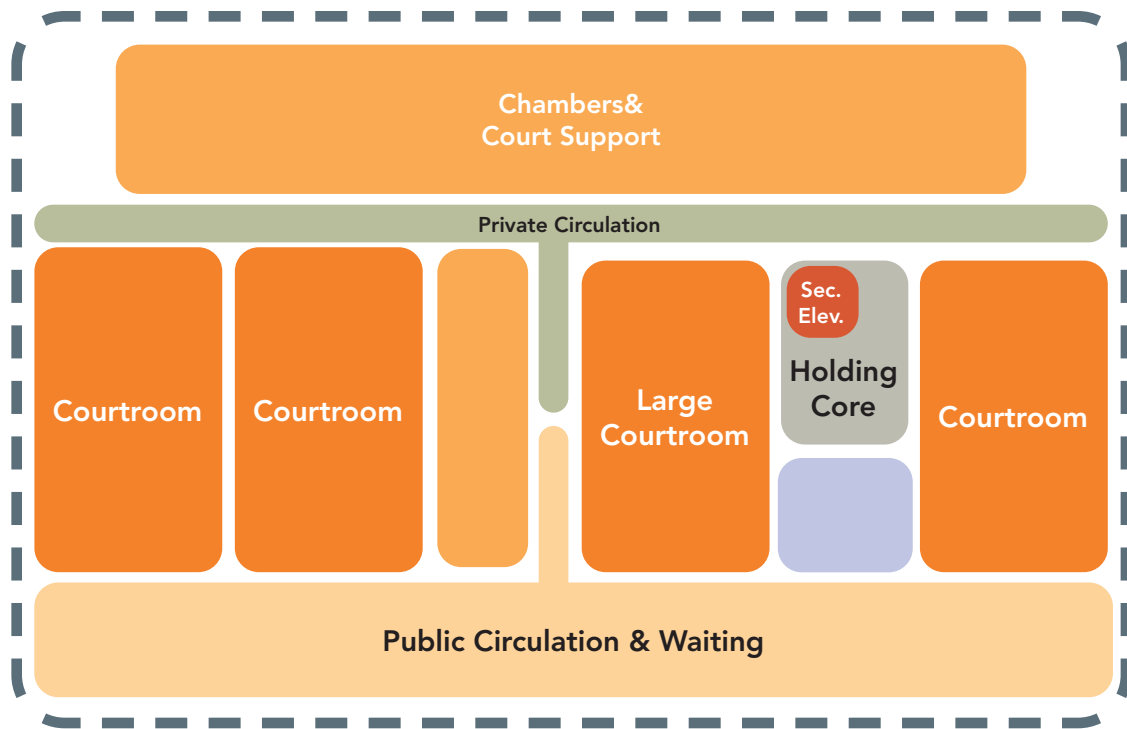 Chambers&
Court Support
Private Circulation
Courtroom
Courtroom
Large
Courtroom
Sec.
Elev.
Holding
Core
Courtroom
Public Circulation & Waiting